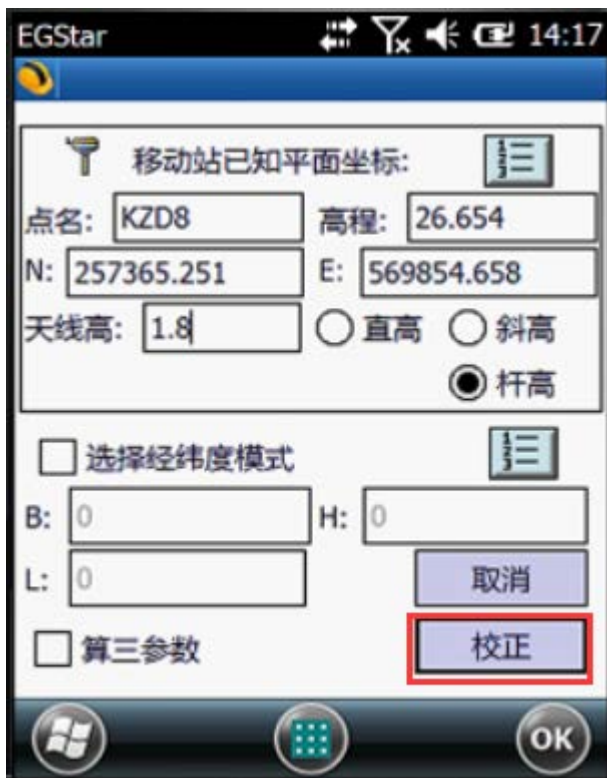 EGStar 14:17
移动站已知平面坐标:
点名: KZD8 高程: 26.654
N: 257365.251 E: 569854.658
天线高: 1.8 直高 斜高
杆高
选择经纬度模式
B: 0 H: 0
L: 0 取消
算三参数 校正
OK